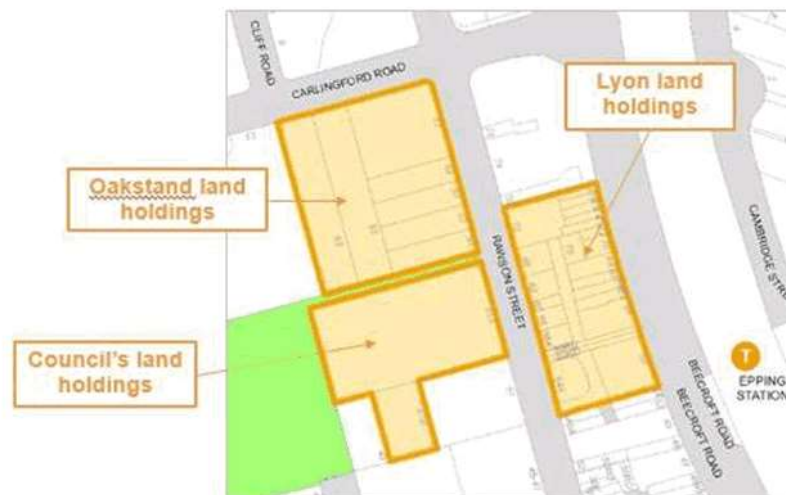 CLIFF ROAD
CARLINGFORD ROAD
Lyon land
holdings
Oakstand land
holdings
RAWSON STREET
CAMBRIDGE STRE
Council's land
holdings
T
EPPING
STATION
BEECROFT ROAD
BEECROFT ROAD